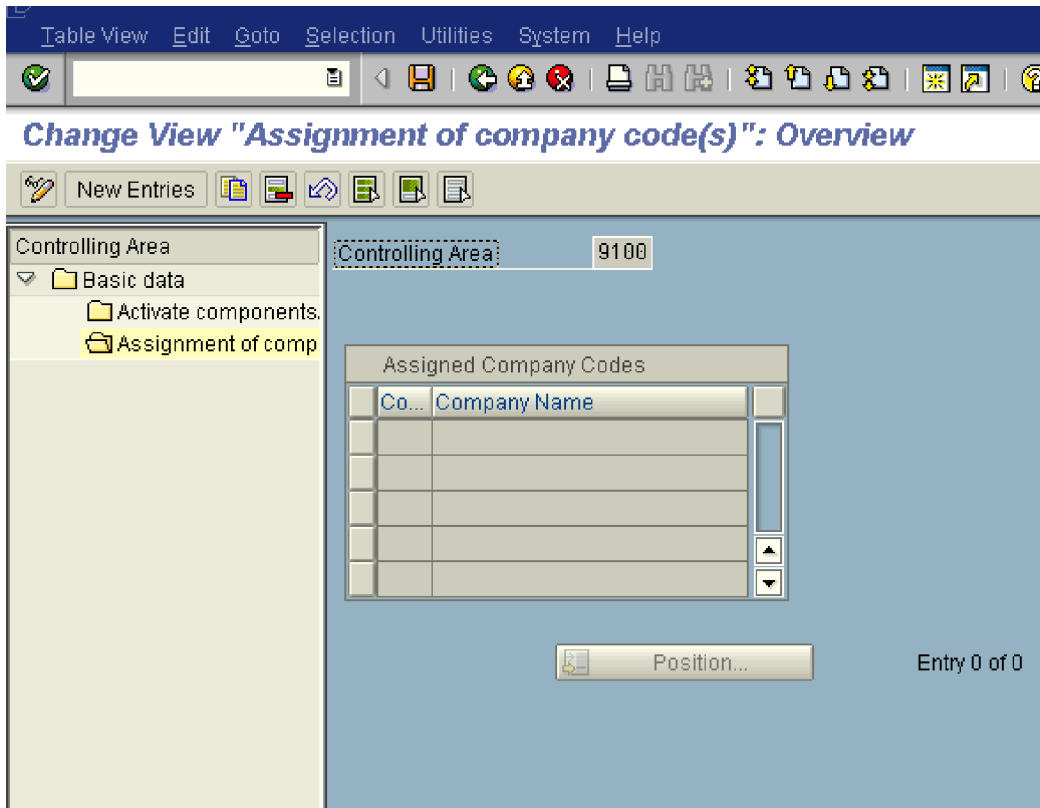 Table View Edit Goto Selection Utilities System Help
Change View "Assignment of company code(s)": Overview
New Entries
Controlling Area
Basic data
Activate components.
Assignment of comp
Controlling Area 9100
Assigned Company Codes
Co... Company Name
Position... Entry 0 of 0